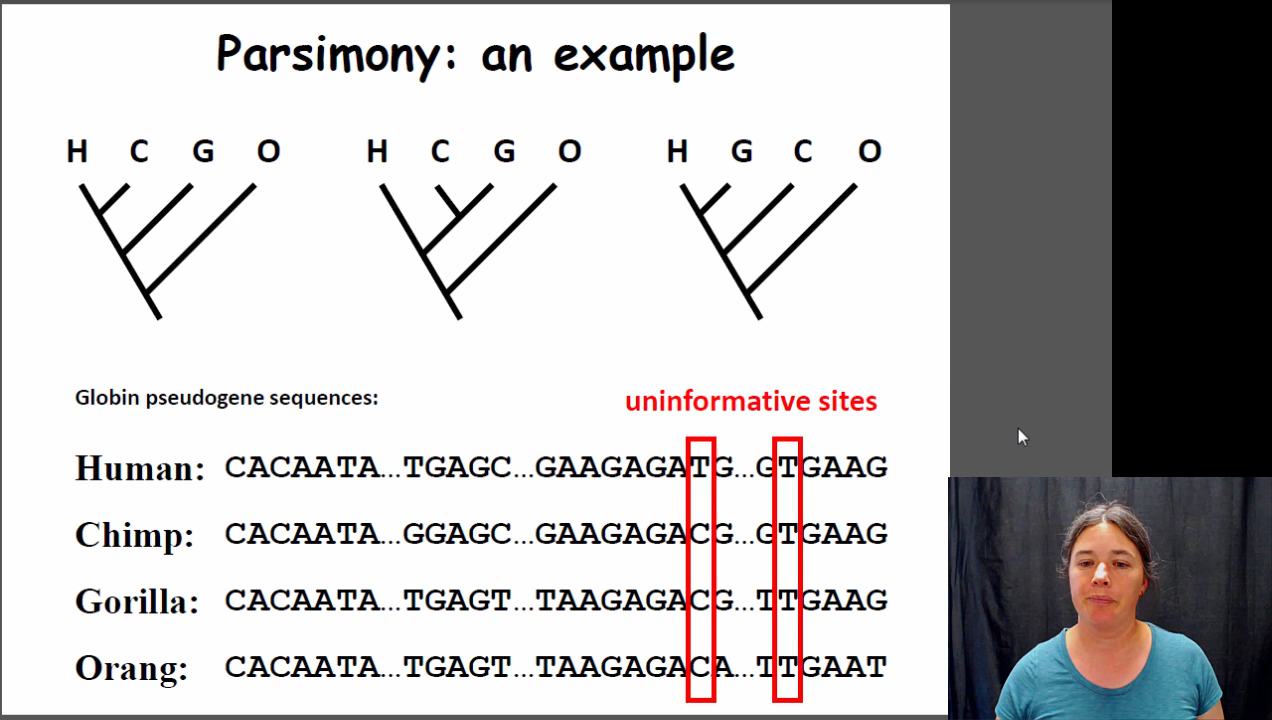 Parsimony: an example
H C G O H C G O H G C O
Globin pseudogene sequences:
uninformative sites
Human: CACAATA...TGAGC...GAAGAGATG...GTGAAG
Chimp: CACAATA...GGAGC...GAAGAGACG...GTGAAG
Gorilla: CACAATA...TGAGT...TAAGAGACG...TTGAAG
Orang: CACAATA...TGAGT...TAAGAGACA...TTGAAT